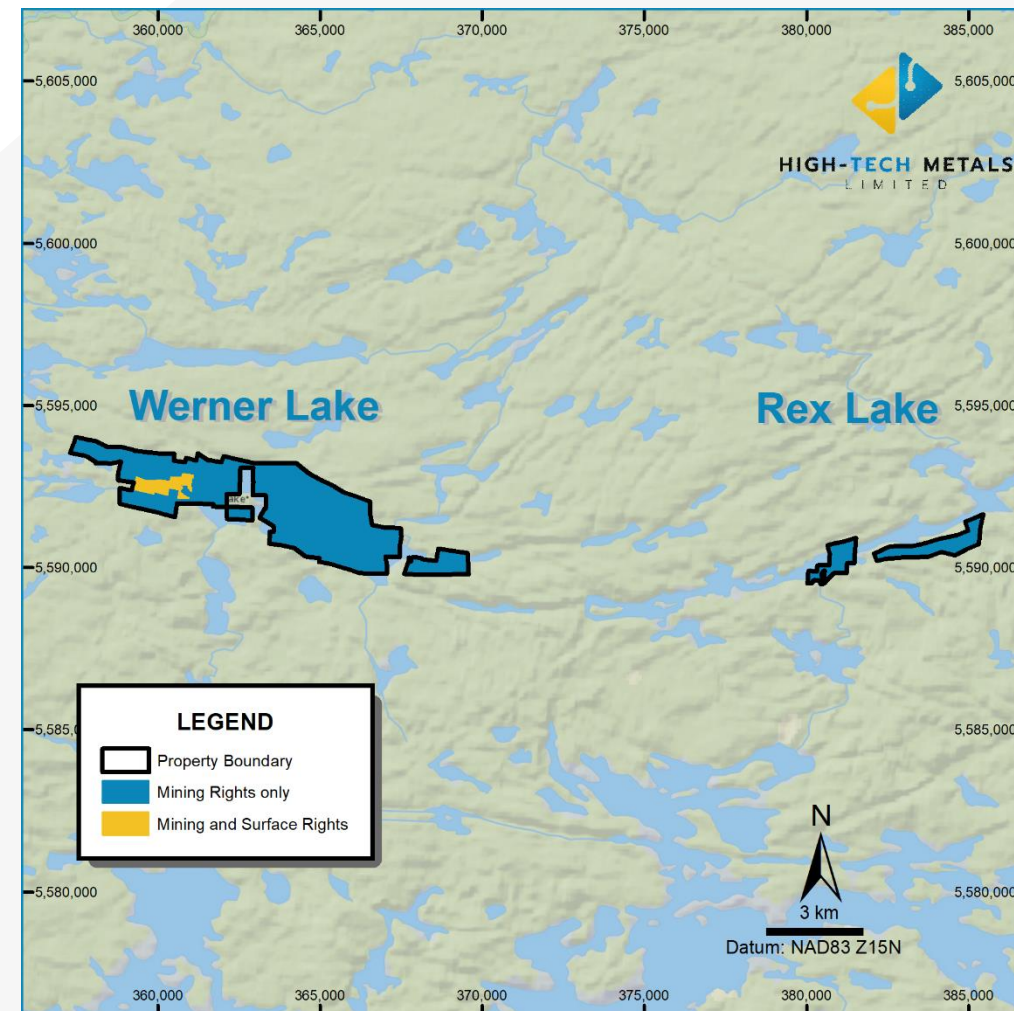 360,000 365,000 370,000 375,000 380,000 385,000
5,605,000 5,605,000
HIGH-TECH METALS
LIMITED
5,600,000 5,600,000
5,595,000 5,595,000
Werner Lake Rex Lake
5,590,000 5,590,000
5,585,000
LEGEND
Property Boundary
Mining Rights only
Mining and Surface Rights
N
5,580,000 5,580,000
3 km
Datum: NAD83 Z15N
360,000 365,000 370,000 375,000 380,000 385,000